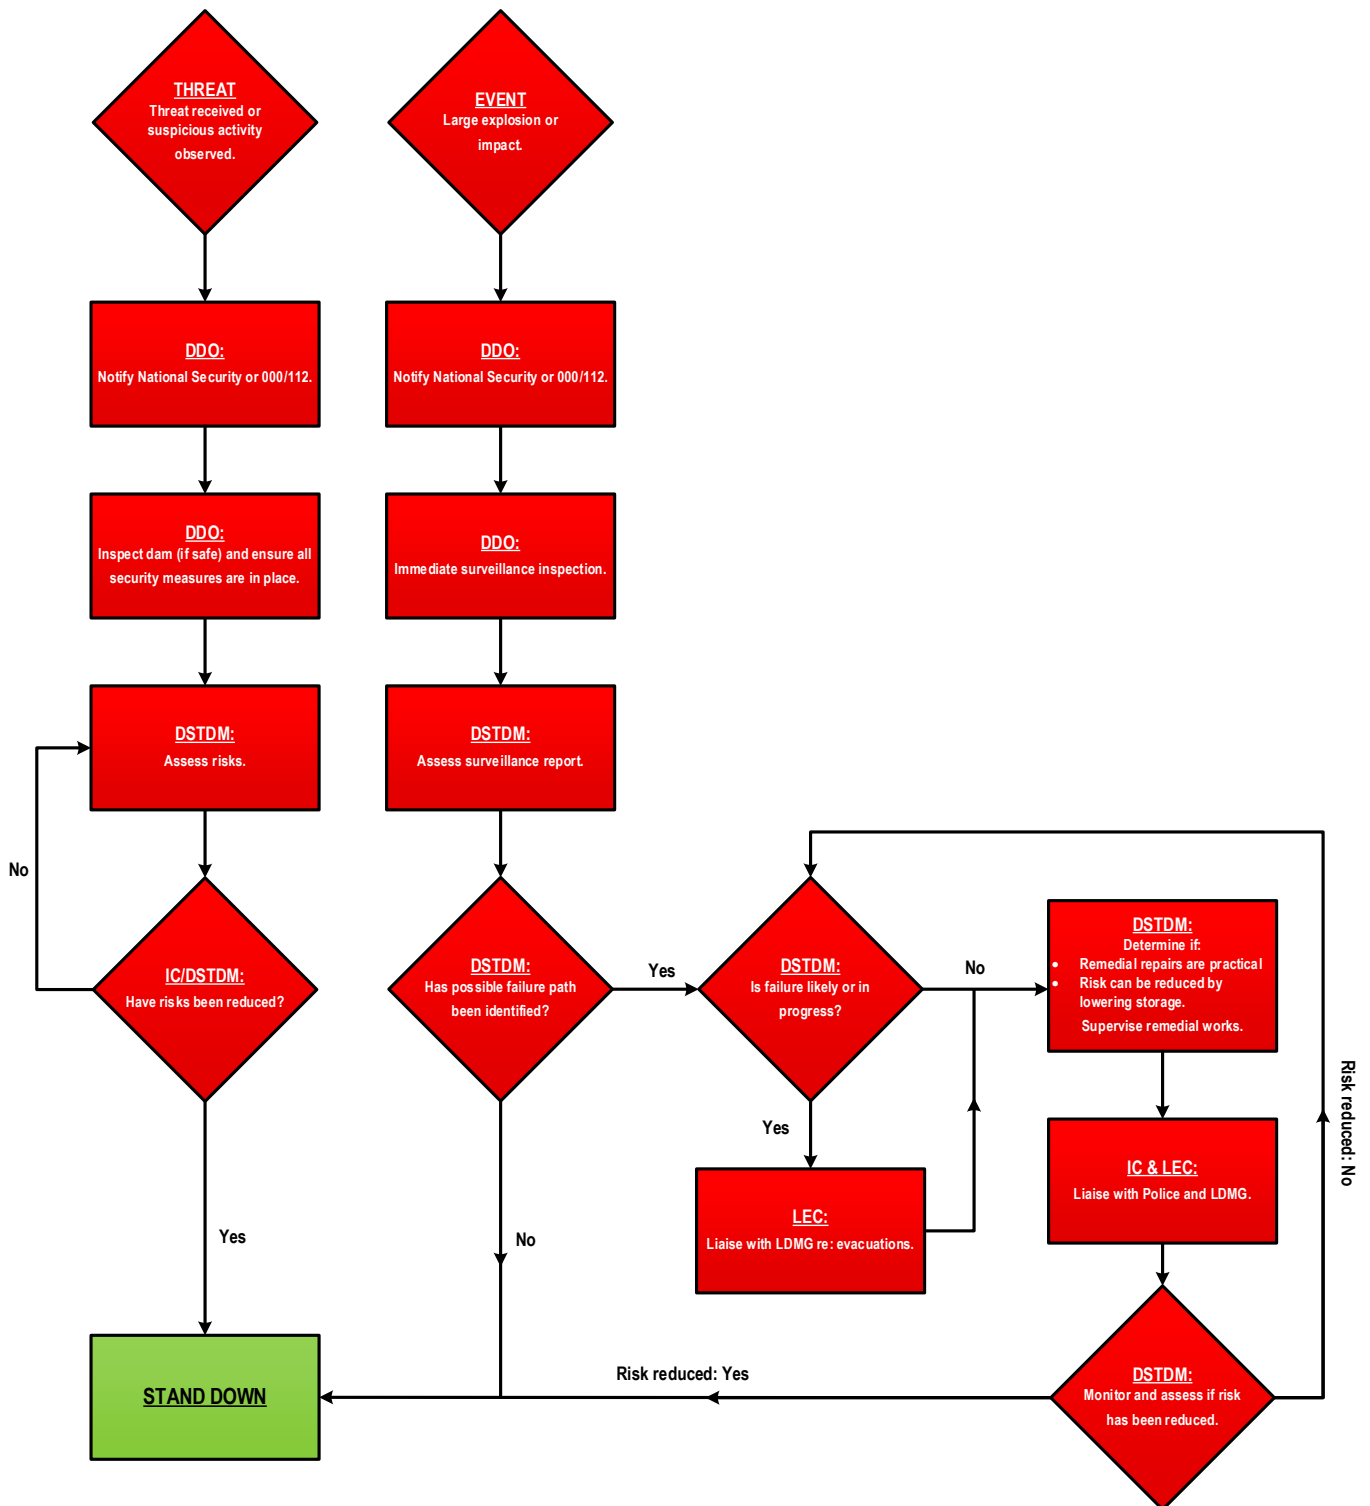 THREAT
Threat received or
suspicious activity
observed.
EVENT
Large explosion or
impact.
DDO:
Notify National Security or 000/112.
DDO:
Notify National Security or 000/112.
DDO:
Inspect dam (if safe) and ensure all
security measures are in place.
DDO:
Immediate surveillance inspection.
DSTDM:
Assess risks.
DSTDM:
Assess surveillance report.
No
IC/DSTDM:
Have risks been reduced?
DSTDM:
Has possible failure path
been identified?
Yes
DSTDM:
Is failure likely or in
progress?
No
DSTDM:
Determine if:
• Remedial repairs are practical
• Risk can be reduced by
lowering storage.
Supervise remedial works.
Risk reduced: No
Yes
IC & LEC:
Liaise with Police and LDMG.
LEC:
Liaise with LDMG re: evacuations.
Yes
No
Risk reduced: Yes
DSTDM:
Monitor and assess if risk
has been reduced.
STAND DOWN